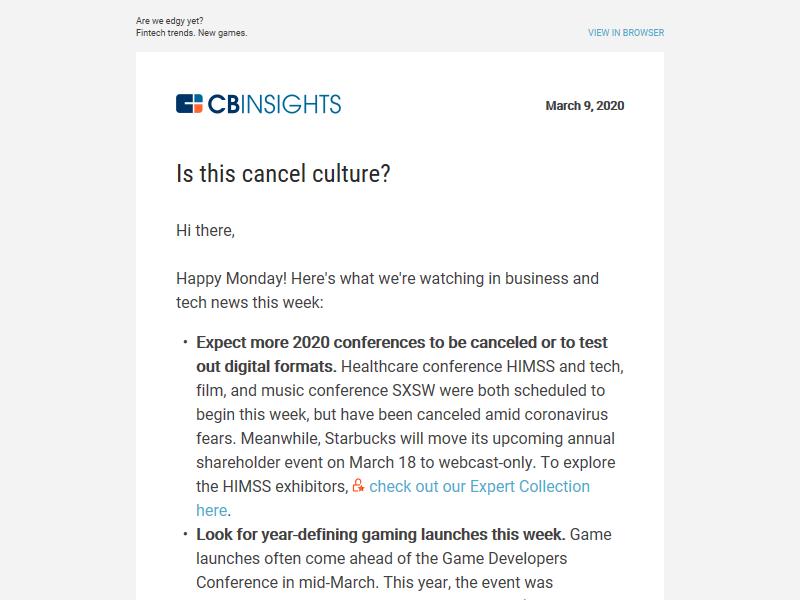 Are we edgy yet?
Fintech trends. New games.
VIEW IN BROWSER
CBINSIGHTS
March 9, 2020
Is this cancel culture?
Hi there,
Happy Monday! Here's what we're watching in business and
tech news this week:
• Expect more 2020 conferences to be canceled or to test
out digital formats. Healthcare conference HIMSS and tech,
film, and music conference SXSW were both scheduled to
begin this week, but have been canceled amid coronavirus
fears. Meanwhile, Starbucks will move its upcoming annual
shareholder event on March 18 to webcast-only. To explore
the HIMSS exhibitors, check out our Expert Collection
here.
• Look for year-defining gaming launches this week. Game
launches often come ahead of the Game Developers
Conference in mid-March. This year, the event was